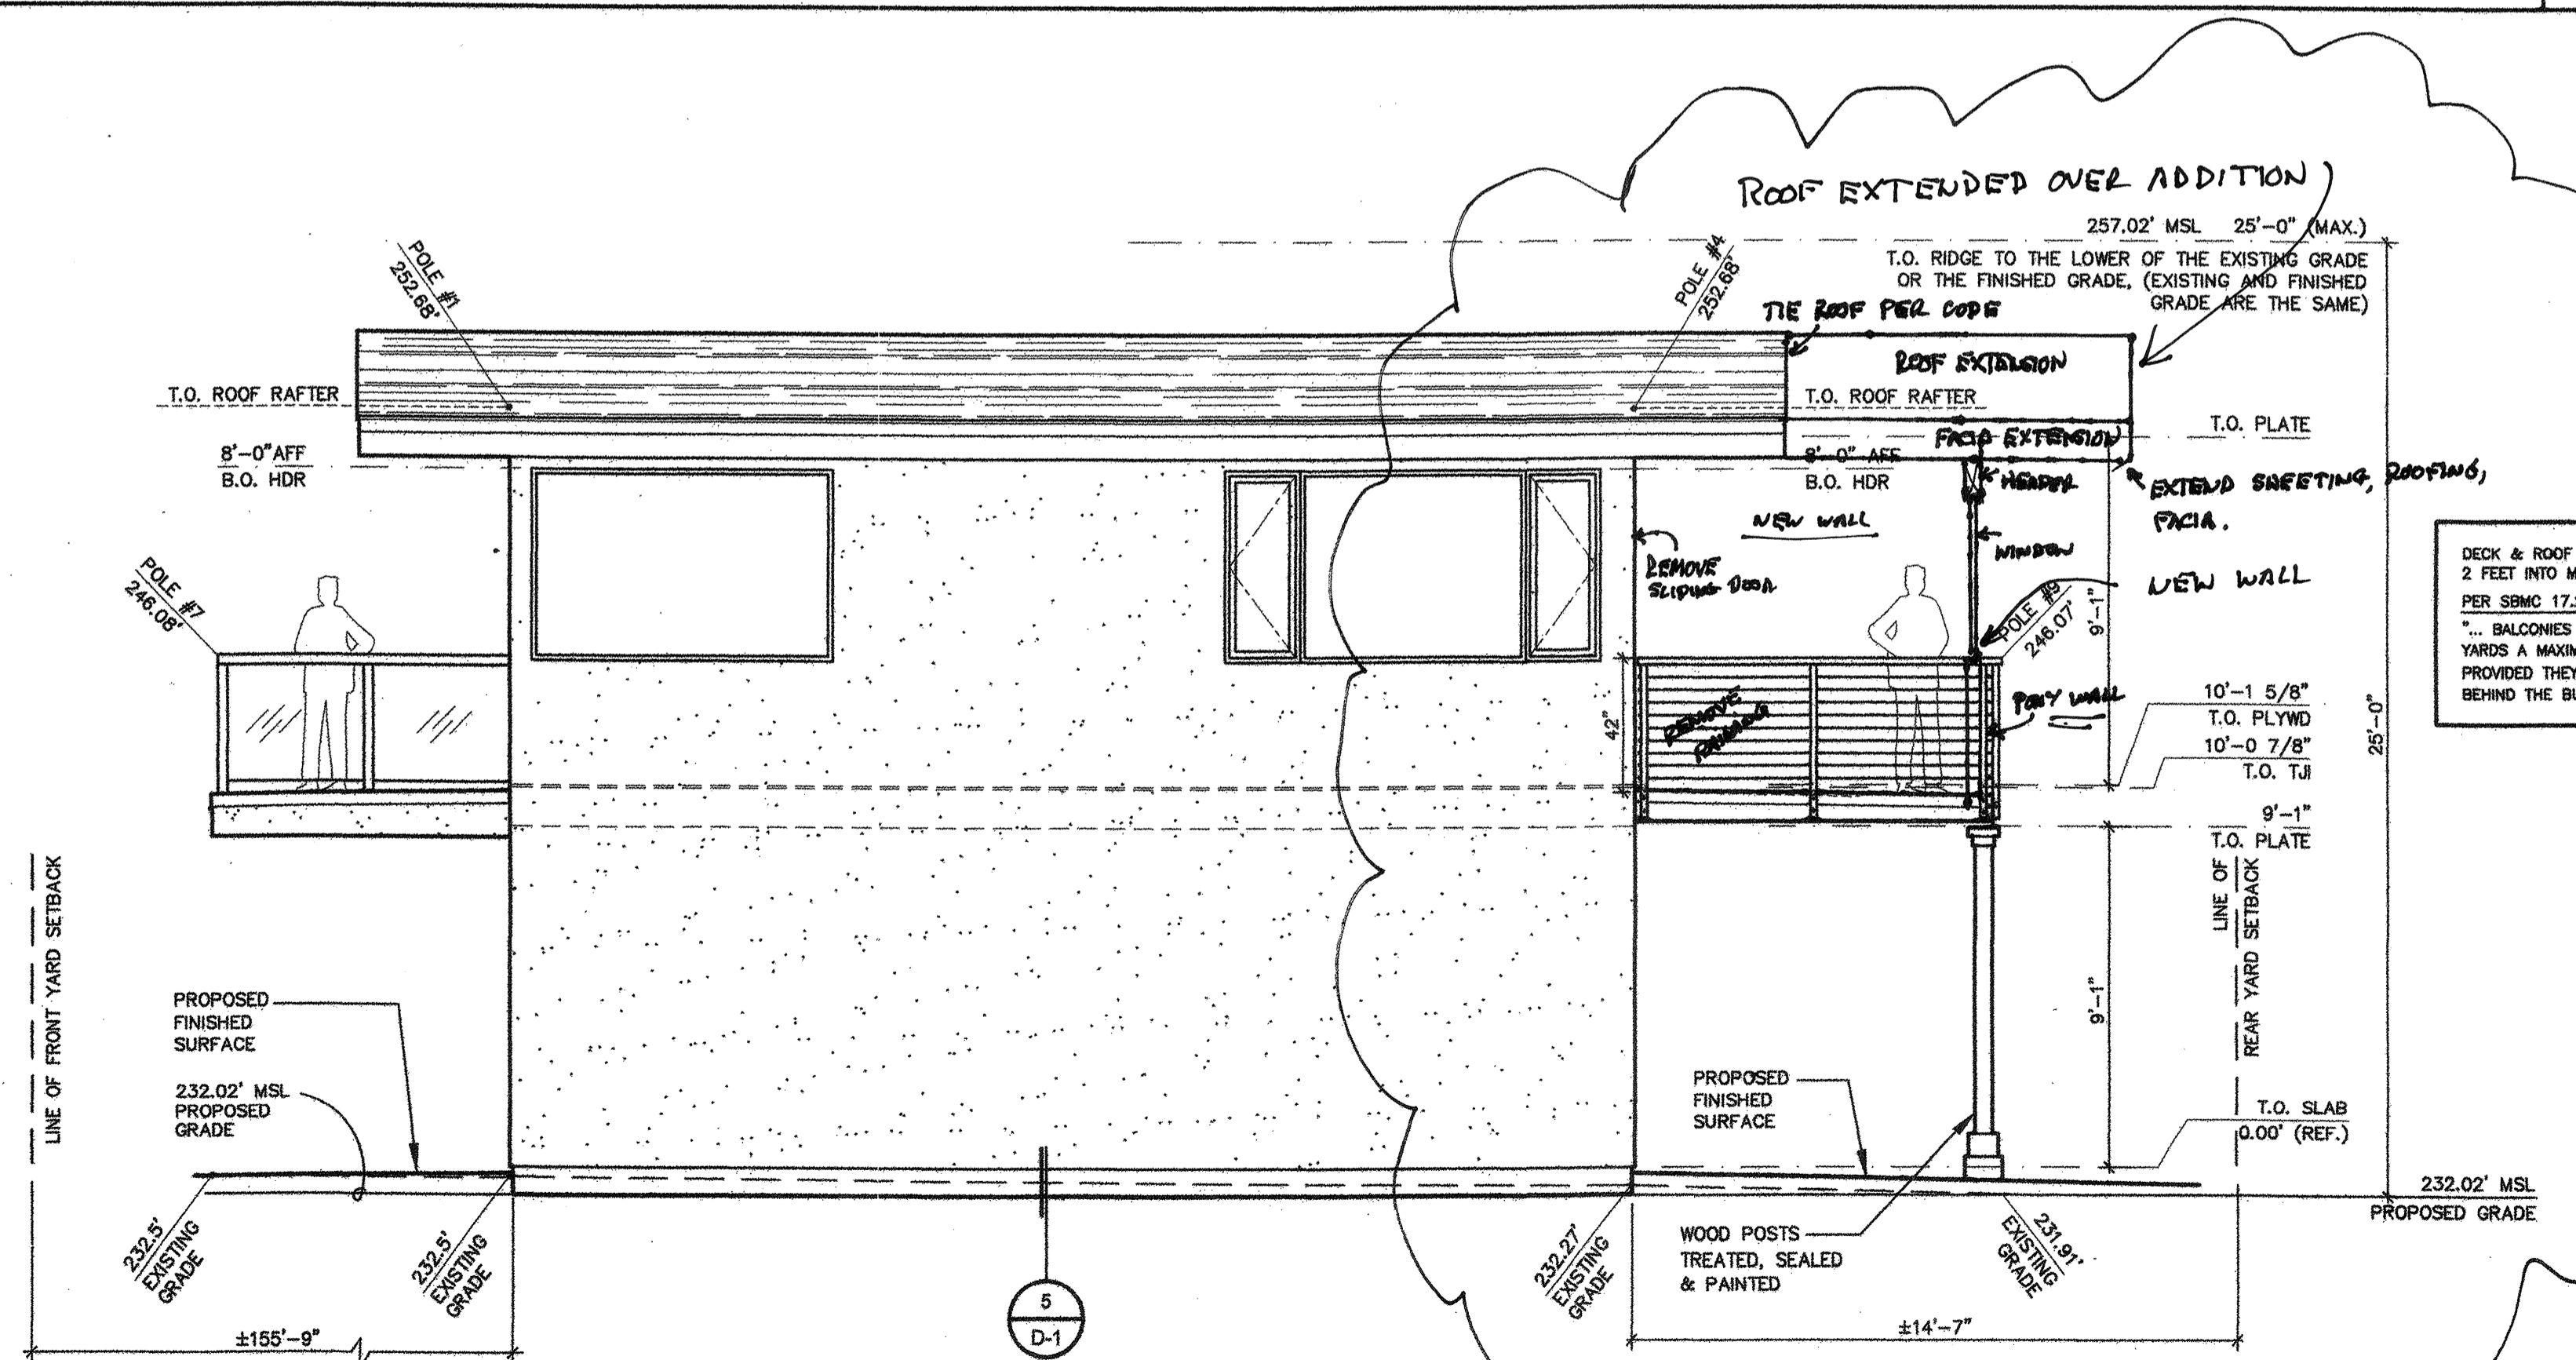 ROOF EXTENDED OVER ADDITION
257.02' MSL 25'-0" (MAX.)
T.O. RIDGE TO THE LOWER OF THE EXISTING GRADE
OR THE FINISHED GRADE, (EXISTING AND FINISHED
GRADE ARE THE SAME)
POLE #1
252.68'
POLE #4
252.68'
TIE ROOF PER CODE
ROOF EXTENSION
T.O. ROOF RAFTER
T.O. ROOF RAFTER
T.O. PLATE
FACIA EXTENSION
8'-0"AFF
B.O. HDR
8'-0" AFF
B.O. HDR
HEADER
EXTEND SHEETING, ROOFING,
FACIA.
NEW WALL
WINDOW
REMOVE
SLIDING DOOR
NEW WALL
DECK & ROOF
2 FEET INTO M
PER SBMC 17.
"... BALCONIES
YARDS A MAXIM
PROVIDED THEY
BEHIND THE BU
POLE #7
246.08'
POLE #9
246.07'
9'-1"
PONY WALL
REMOVE
RAILING
42"
10'-1 5/8"
T.O. PLYWD
10'-0 7/8"
T.O. TJI
25'-0"
9'-1"
T.O. PLATE
LINE OF FRONT YARD SETBACK
LINE OF
REAR YARD SETBACK
9'-1"
PROPOSED
FINISHED
SURFACE
232.02' MSL
PROPOSED
GRADE
PROPOSED
FINISHED
SURFACE
T.O. SLAB
0.00' (REF.)
232.02' MSL
PROPOSED GRADE
232.5'
EXISTING
GRADE
232.5'
EXISTING
GRADE
232.27'
EXISTING
GRADE
WOOD POSTS
TREATED, SEALED
& PAINTED
231.91'
EXISTING
GRADE
5
D-1
±155'-9"
±14'-7"